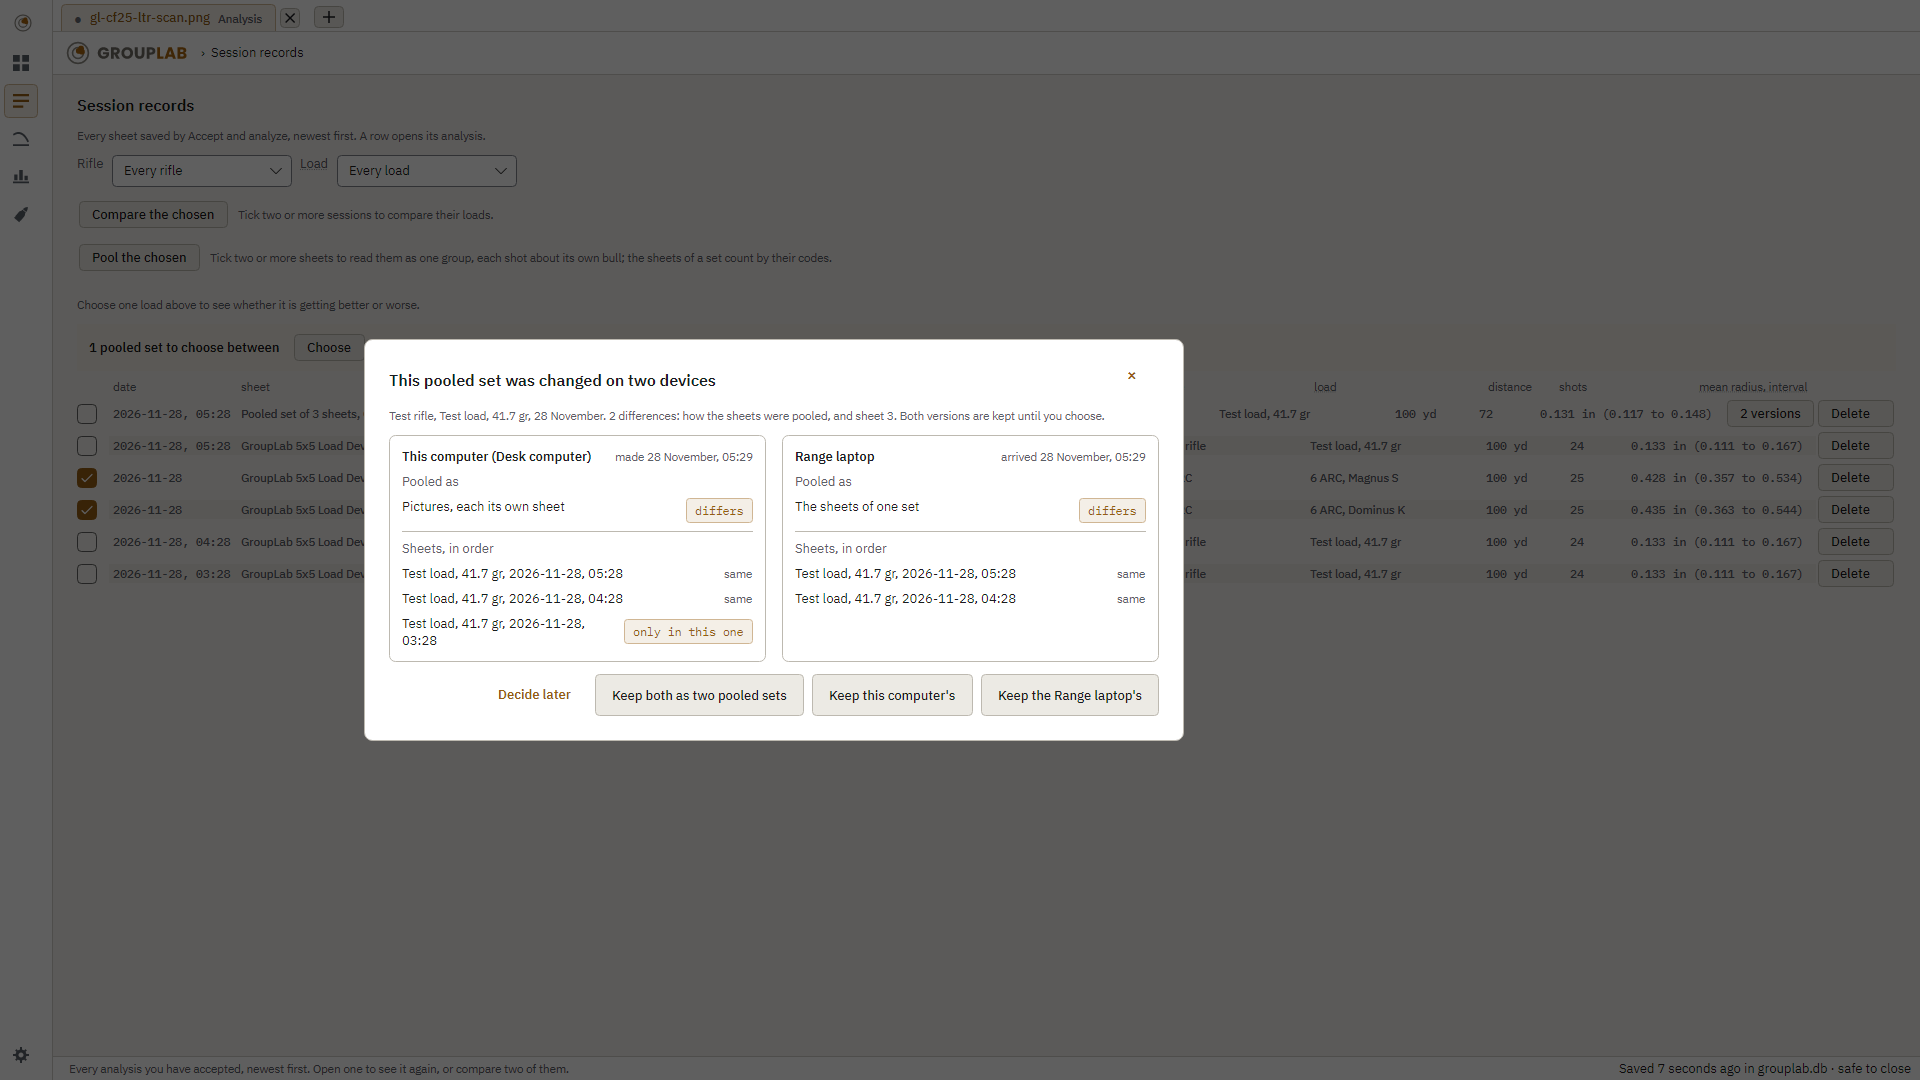 gl-cf25-ltr-scan.png Analysis
GROUPLAB › Session records
Session records
Every sheet saved by Accept and analyze, newest first. A row opens its analysis.
Rifle Every rifle Load Every load
Compare the chosen Tick two or more sessions to compare their loads.
Pool the chosen Tick two or more sheets to read them as one group, each shot about its own bull; the sheets of a set count by their codes.
Choose one load above to see whether it is getting better or worse.
1 pooled set to choose between Choose
date sheet load distance shots mean radius, interval
2026-11-28, 05:28 Pooled set of 3 sheets, Test load, 41.7 gr 100 yd 72 0.131 in (0.117 to 0.148) 2 versions Delete
2026-11-28, 05:28 GroupLab 5x5 Load Dev rifle Test load, 41.7 gr 100 yd 24 0.133 in (0.111 to 0.167) Delete
2026-11-28 GroupLab 5x5 Load Dev C 6 ARC, Magnus S 100 yd 25 0.428 in (0.357 to 0.534) Delete
2026-11-28 GroupLab 5x5 Load Dev C 6 ARC, Dominus K 100 yd 25 0.435 in (0.363 to 0.544) Delete
2026-11-28, 04:28 GroupLab 5x5 Load Dev rifle Test load, 41.7 gr 100 yd 24 0.133 in (0.111 to 0.167) Delete
2026-11-28, 03:28 GroupLab 5x5 Load Dev rifle Test load, 41.7 gr 100 yd 24 0.133 in (0.111 to 0.167) Delete
This pooled set was changed on two devices
Test rifle, Test load, 41.7 gr, 28 November. 2 differences: how the sheets were pooled, and sheet 3. Both versions are kept until you choose.
This computer (Desk computer) made 28 November, 05:29
Pooled as
Pictures, each its own sheet differs
Sheets, in order
Test load, 41.7 gr, 2026-11-28, 05:28 same
Test load, 41.7 gr, 2026-11-28, 04:28 same
Test load, 41.7 gr, 2026-11-28,
03:28 only in this one
Range laptop arrived 28 November, 05:29
Pooled as
The sheets of one set differs
Sheets, in order
Test load, 41.7 gr, 2026-11-28, 05:28 same
Test load, 41.7 gr, 2026-11-28, 04:28 same
Decide later Keep both as two pooled sets Keep this computer's Keep the Range laptop's
Every analysis you have accepted, newest first. Open one to see it again, or compare two of them.
Saved 7 seconds ago in grouplab.db · safe to close